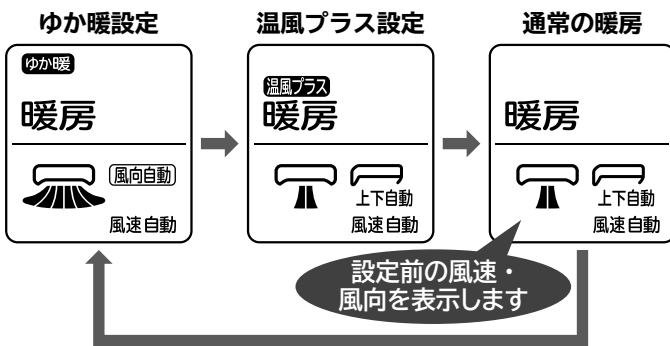 ゆか暖設定
ゆか暖
暖房
風向自動
風速自動
温風プラス設定
温風プラス
暖房
上下自動
風速自動
通常の暖房
暖房
上下自動
風速自動
設定前の風速・
風向を表示します